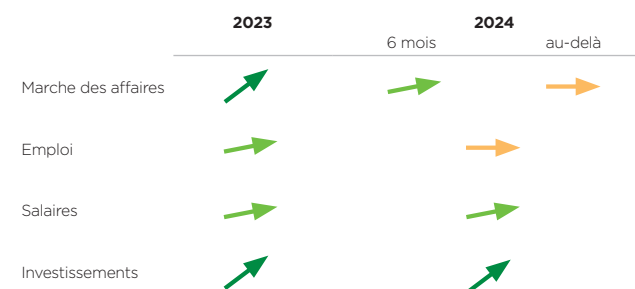 2023 2024
6 mois au-delà
Marche des affaires
Emploi
Salaires
Investissements